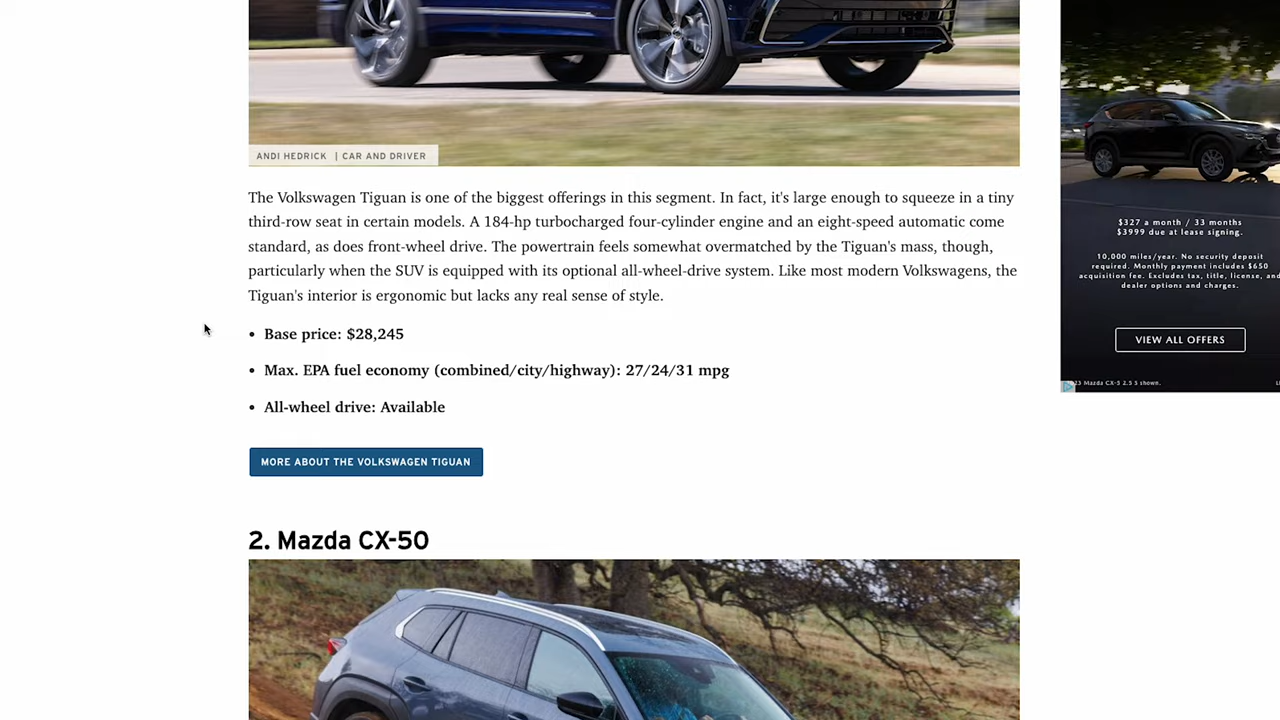 ANDI HEDRICK | CAR AND DRIVER
The Volkswagen Tiguan is one of the biggest offerings in this segment. In fact, it's large enough to squeeze in a tiny
third-row seat in certain models. A 184-hp turbocharged four-cylinder engine and an eight-speed automatic come
standard, as does front-wheel drive. The powertrain feels somewhat overmatched by the Tiguan's mass, though,
particularly when the SUV is equipped with its optional all-wheel-drive system. Like most modern Volkswagens, the
Tiguan's interior is ergonomic but lacks any real sense of style.
• Base price: $28,245
• Max. EPA fuel economy (combined/city/highway): 27/24/31 mpg
• All-wheel drive: Available
MORE ABOUT THE VOLKSWAGEN TIGUAN
2. Mazda CX-50
$327 a month / 33 months
$3999 due at lease signing.
10,000 miles/year. No security deposit
required. Monthly payment includes $650
acquisition fee. Excludes tax, title, license, and
dealer options and charges.
VIEW ALL OFFERS
23 Mazda CX-5 2.5 S shown.